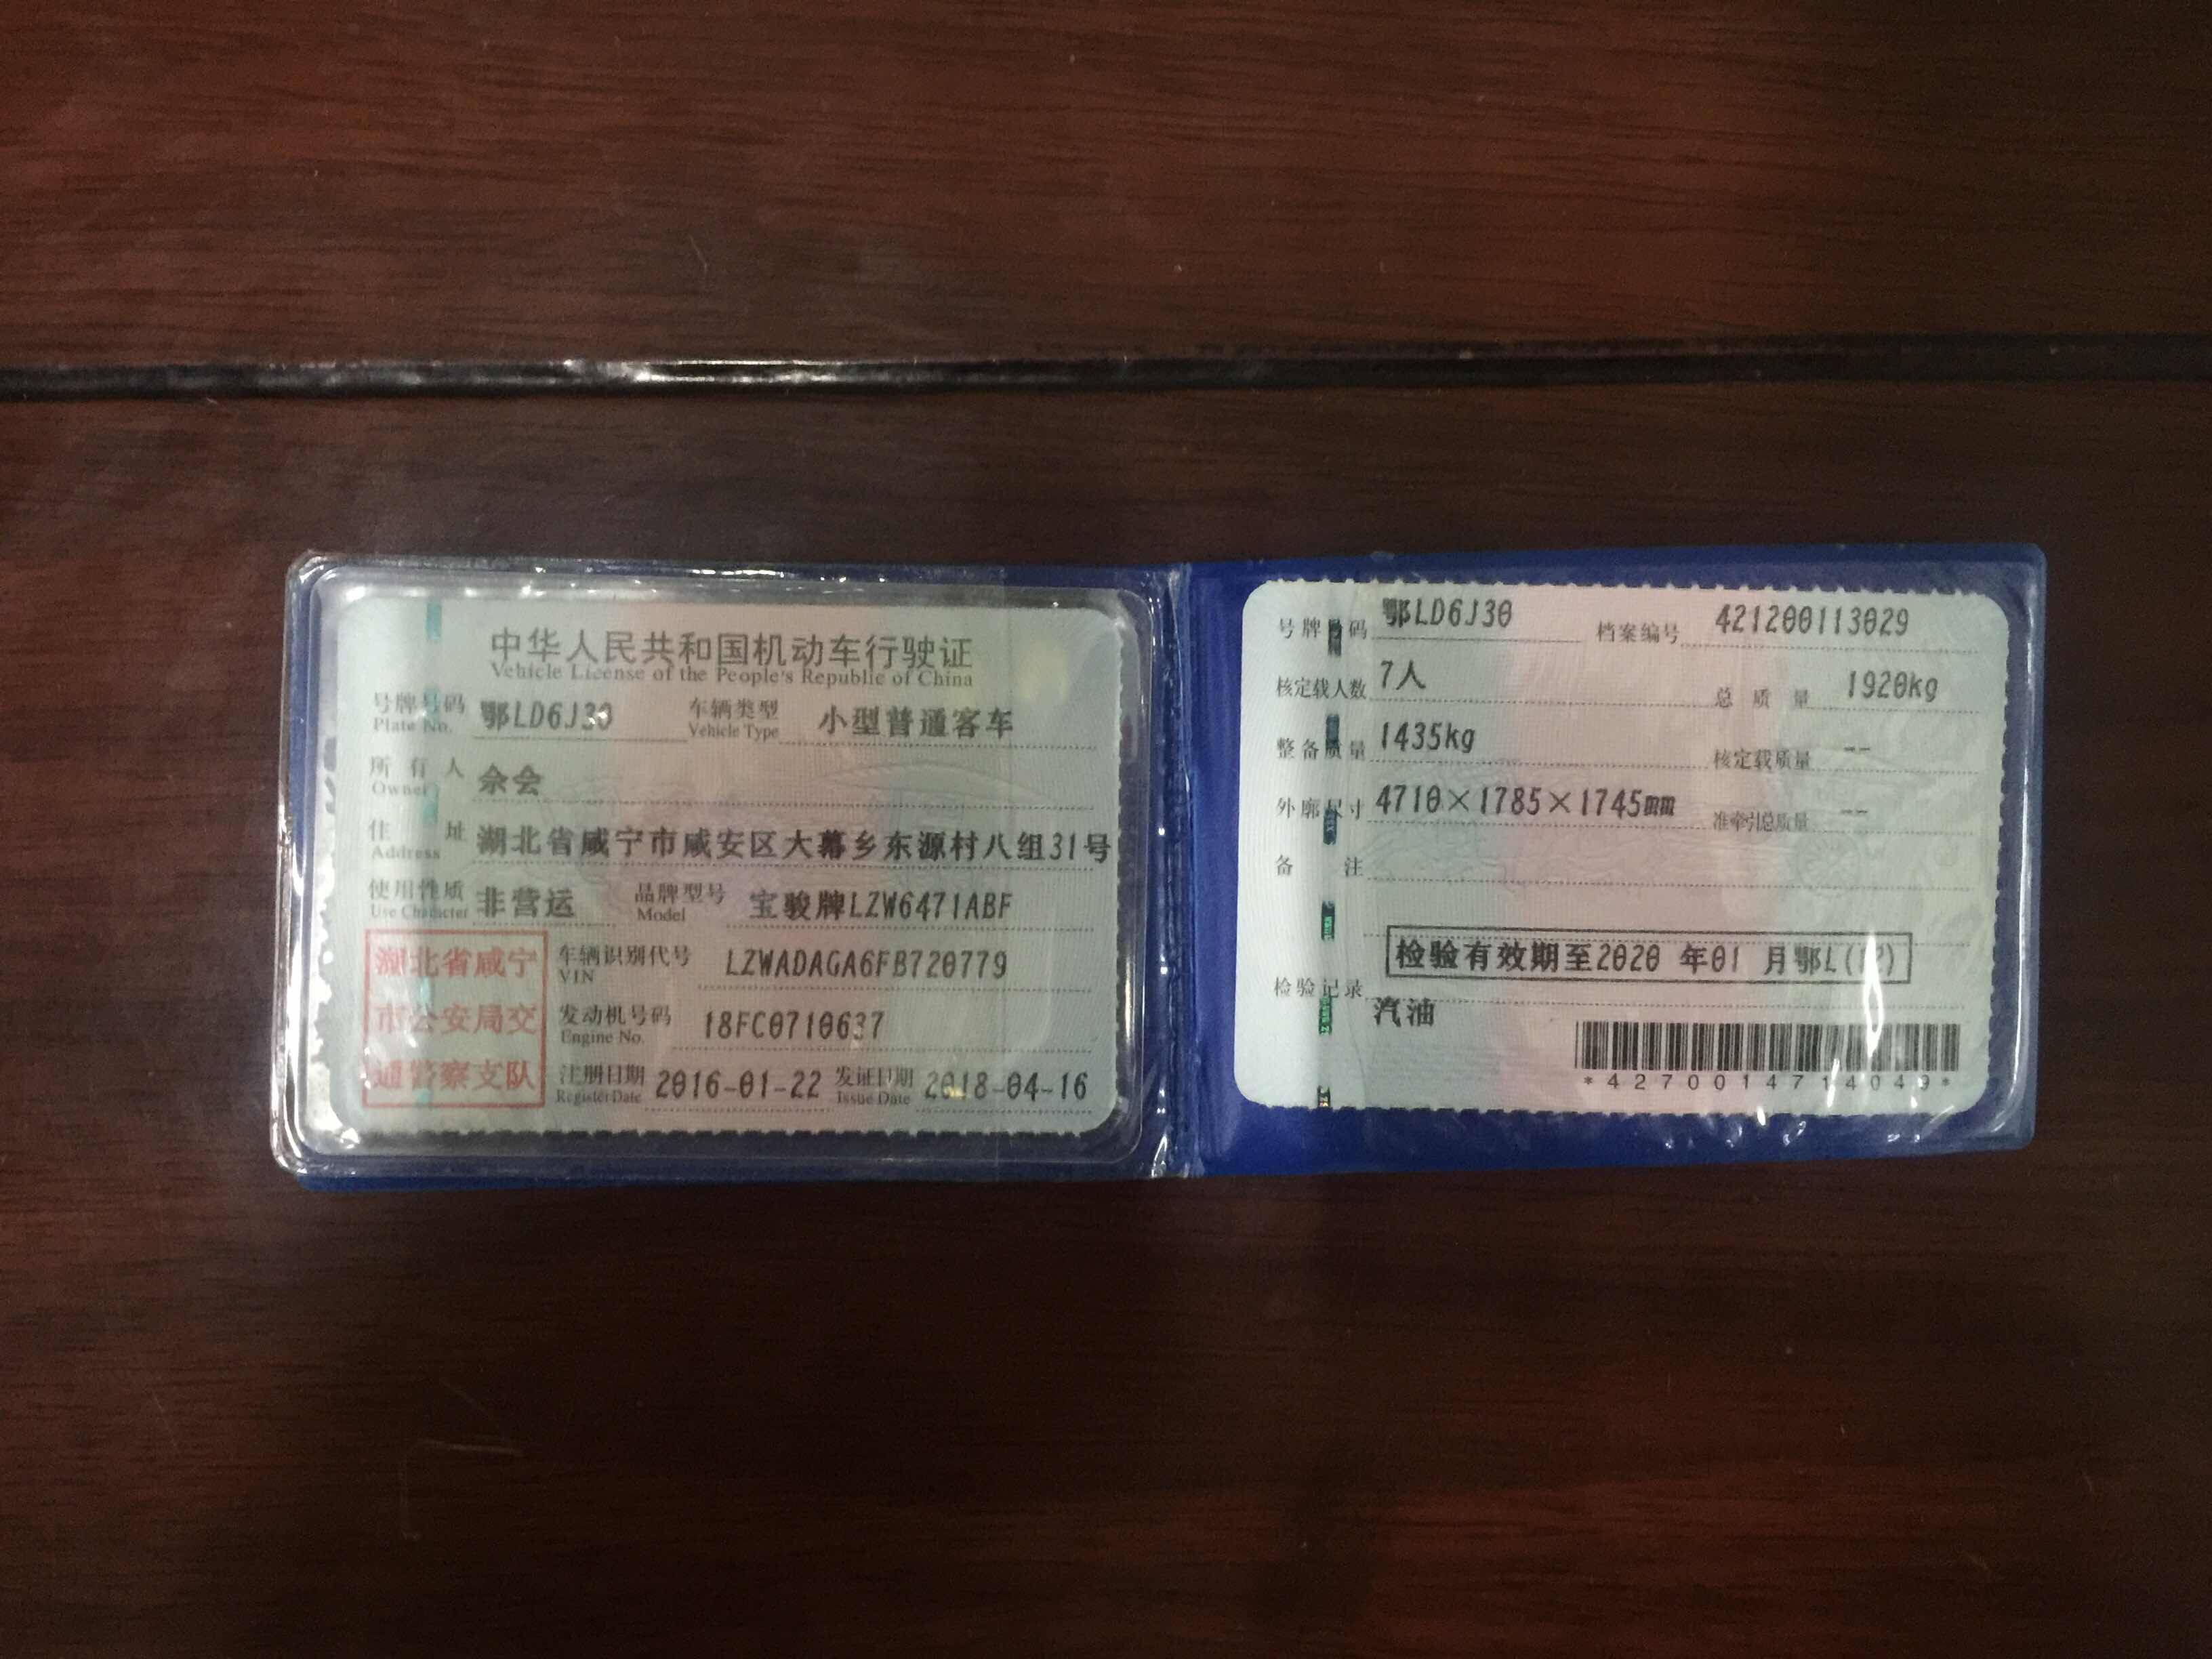 中华人民共和国机动车行驶证
Vehicle License of the People's Republic of China
号牌号码 鄂LD6J30 车辆类型 小型普通客车
Plate No. Vehicle Type
所有人 余会
Owner
住址 湖北省咸宁市咸安区大幕乡东源村八组31号
Address
使用性质 非营运 品牌型号 宝骏牌LZW6471ABF
Use Character Model
湖北省咸宁
市公安局交
通警察支队
车辆识别代号 LZWADAGA6FB720779
VIN
发动机号码 18FC0710637
Engine No.
注册日期 2016-01-22 发证日期 2018-04-16
Register Date Issue Date
号牌号码 鄂LD6J30 档案编号 421200113029
核定载人数 7人 总质量 1920kg
整备质量 1435kg 核定载质量 --
外廓尺寸 4710×1785×1745mm 准牵引总质量 --
备注
检验有效期至2020 年01 月鄂L
检验记录
汽油
*4270014714049*